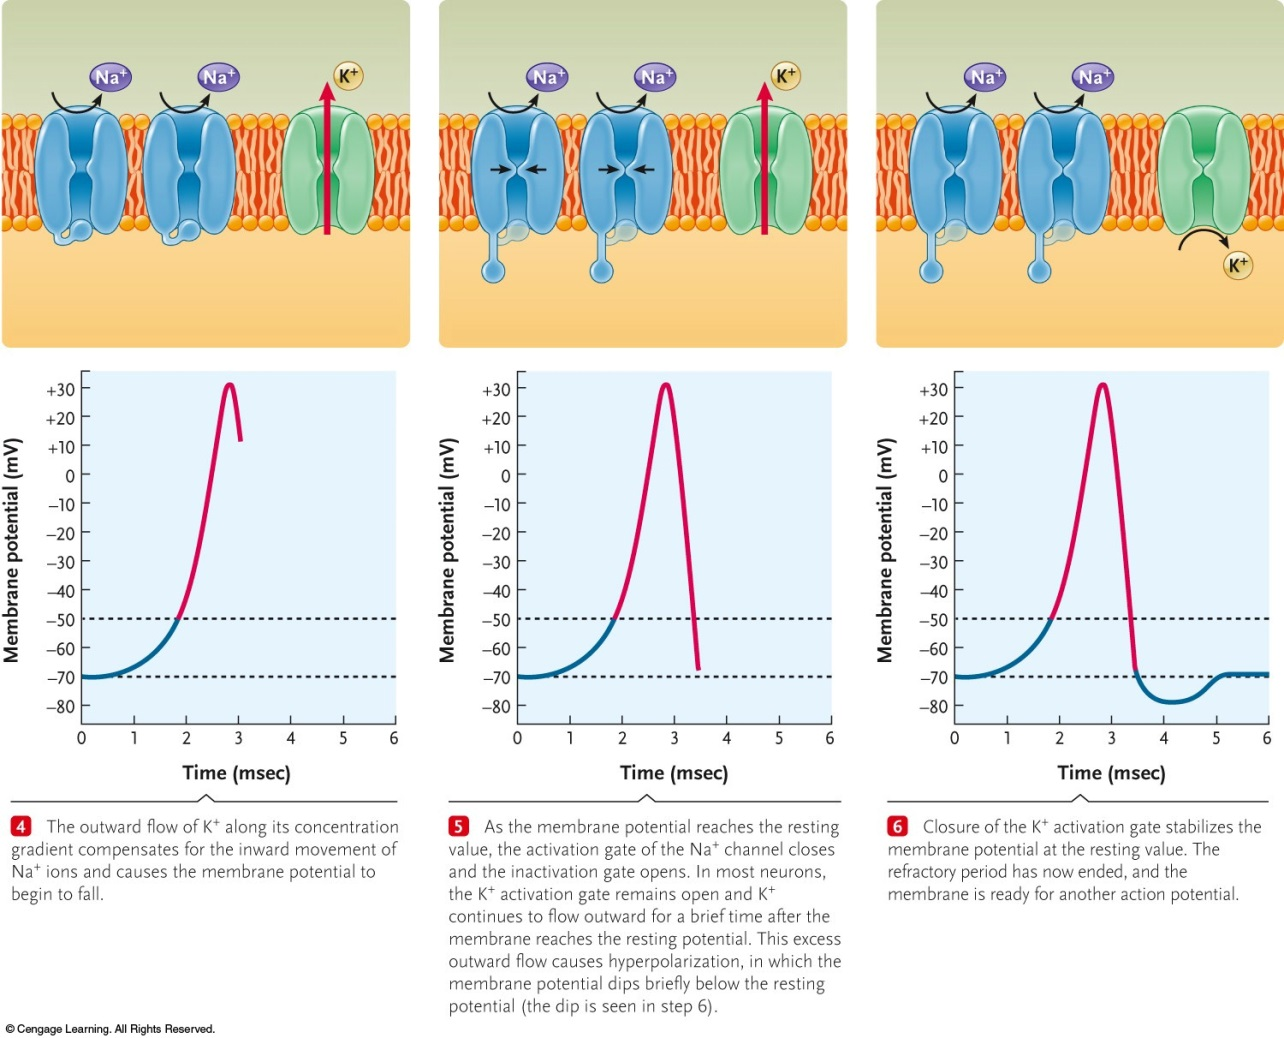 Na⁺ Na⁺ K⁺
Na⁺ Na⁺ K⁺
Na⁺ Na⁺
K⁺
Membrane potential (mV)
+30
+20
+10
0
–10
–20
–30
–40
–50
–60
–70
–80
0 1 2 3 4 5 6
Time (msec)
Membrane potential (mV)
+30
+20
+10
0
–10
–20
–30
–40
–50
–60
–70
–80
0 1 2 3 4 5 6
Time (msec)
Membrane potential (mV)
+30
+20
+10
0
–10
–20
–30
–40
–50
–60
–70
–80
0 1 2 3 4 5 6
Time (msec)
4 The outward flow of K⁺ along its concentration
gradient compensates for the inward movement of
Na⁺ ions and causes the membrane potential to
begin to fall.
5 As the membrane potential reaches the resting
value, the activation gate of the Na⁺ channel closes
and the inactivation gate opens. In most neurons,
the K⁺ activation gate remains open and K⁺
continues to flow outward for a brief time after the
membrane reaches the resting potential. This excess
outward flow causes hyperpolarization, in which the
membrane potential dips briefly below the resting
potential (the dip is seen in step 6).
6 Closure of the K⁺ activation gate stabilizes the
membrane potential at the resting value. The
refractory period has now ended, and the
membrane is ready for another action potential.
© Cengage Learning. All Rights Reserved.